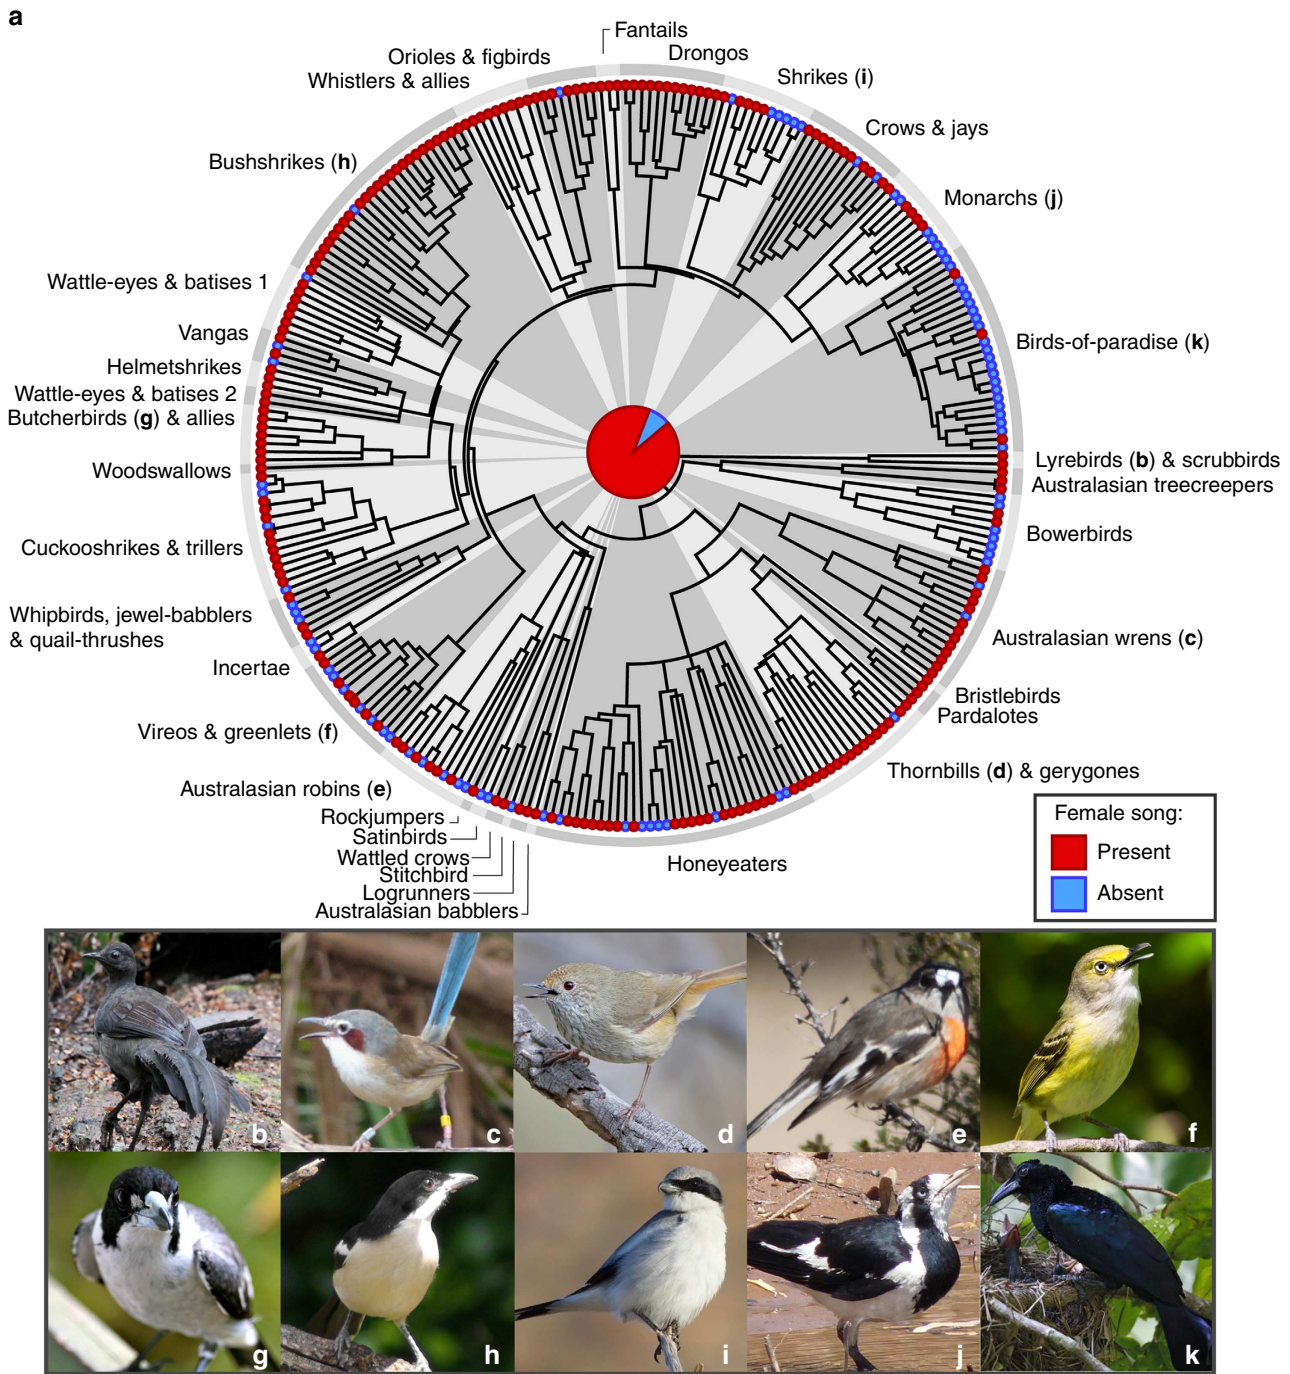 a
Fantails
Drongos
Orioles & figbirds
Whistlers & allies
Shrikes (i)
Crows & jays
Bushshrikes (h)
Monarchs (j)
Wattle-eyes & batises 1
Vangas
Birds-of-paradise (k)
Helmetshrikes
Wattle-eyes & batises 2
Butcherbirds (g) & allies
Woodswallows
Lyrebirds (b) & scrubbirds
Australasian treecreepers
Bowerbirds
Cuckooshrikes & trillers
Whipbirds, jewel-babblers
& quail-thrushes
Australasian wrens (c)
Incertae
Bristlebirds
Pardalotes
Vireos & greenlets (f)
Thornbills (d) & gerygones
Australasian robins (e)
Rockjumpers
Satinbirds
Wattled crows
Stitchbird
Logrunners
Australasian babblers
Honeyeaters
Female song:
Present
Absent
b
c
d
e
f
g
h
i
j
k